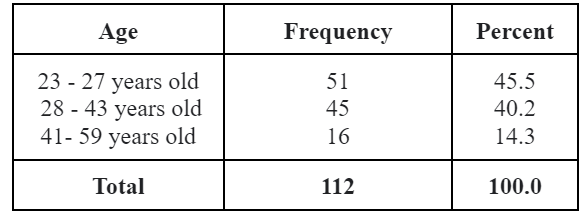 Age Frequency Percent
23 - 27 years old 51 45.5
28 - 43 years old 45 40.2
41- 59 years old 16 14.3
Total 112 100.0